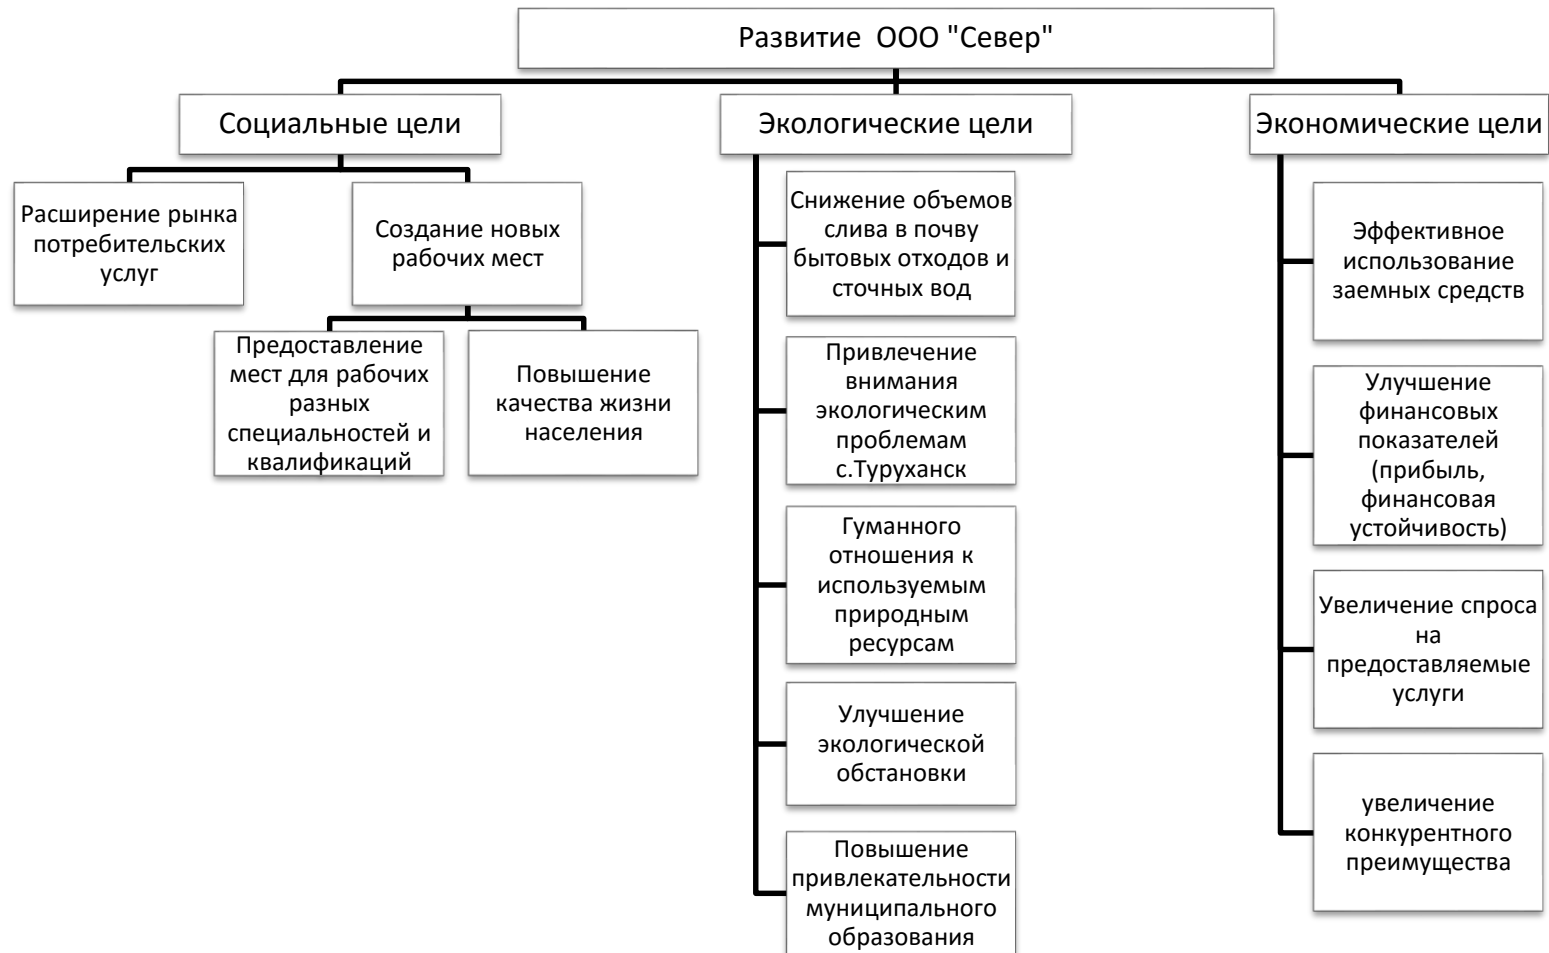 Развитие  ООО "Север"
Социальные цели
Экологические цели
Экономические цели
Расширение рынка
потребительских
услуг
Создание новых
рабочих мест
Предоставление
мест для рабочих
разных
специальностей и
квалификаций
Повышение
качества жизни
населения
Снижение объемов
слива в почву
бытовых отходов и
сточных вод
Привлечение
внимания
экологическим
проблемам
с.Туруханск
Гуманного
отношения к
используемым
природным
ресурсам
Улучшение
экологической
обстановки
Повышение
привлекательности
муниципального
образования
Эффективное
использование
заемных средств
Улучшение
финансовых
показателей
(прибыль,
финансовая
устойчивость)
Увеличение спроса
на
предоставляемые
услуги
увеличение
конкурентного
преимущества